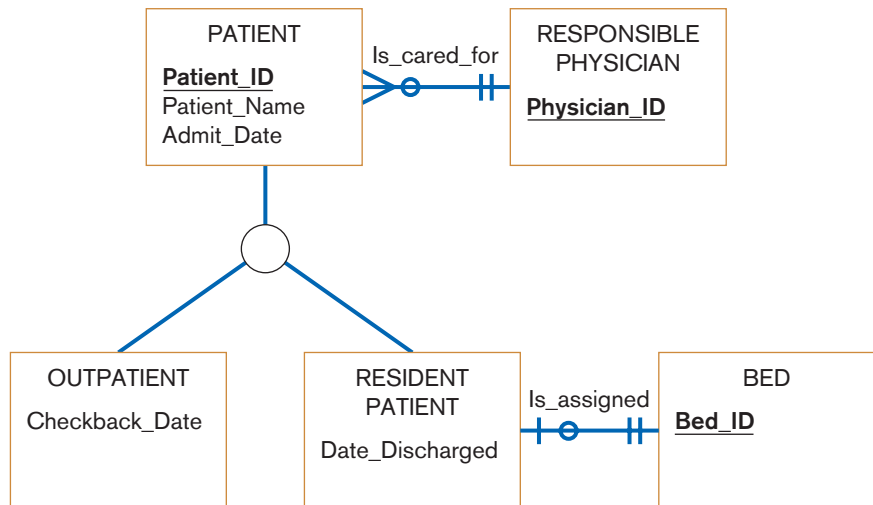 PATIENT
Patient_ID
Patient_Name
Admit_Date
Is_cared_for
RESPONSIBLE
PHYSICIAN
Physician_ID
OUTPATIENT
Checkback_Date
RESIDENT
PATIENT
Date_Discharged
Is_assigned
BED
Bed_ID